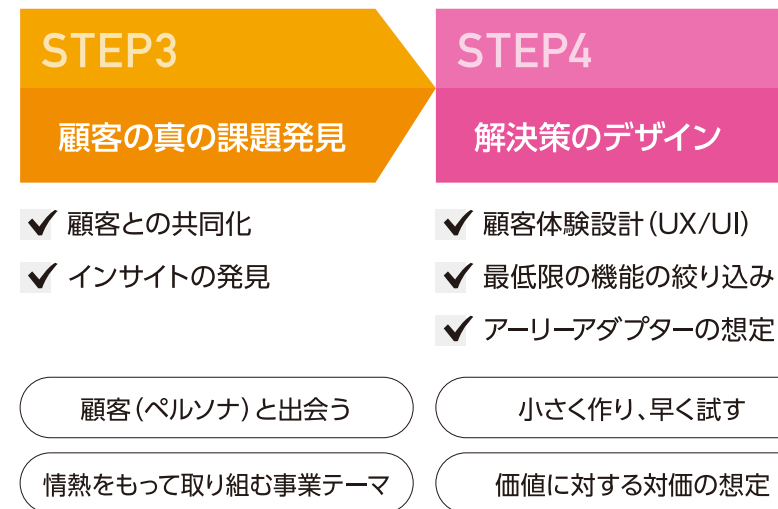 STEP3
顧客の真の課題発見
顧客との共同化
インサイトの発見
顧客(ペルソナ)と出会う
情熱をもって取り組む事業テーマ
STEP4
解決策のデザイン
顧客体験設計(UX/UI)
最低限の機能の絞り込み
アーリーアダプターの想定
小さく作り、早く試す
価値に対する対価の想定